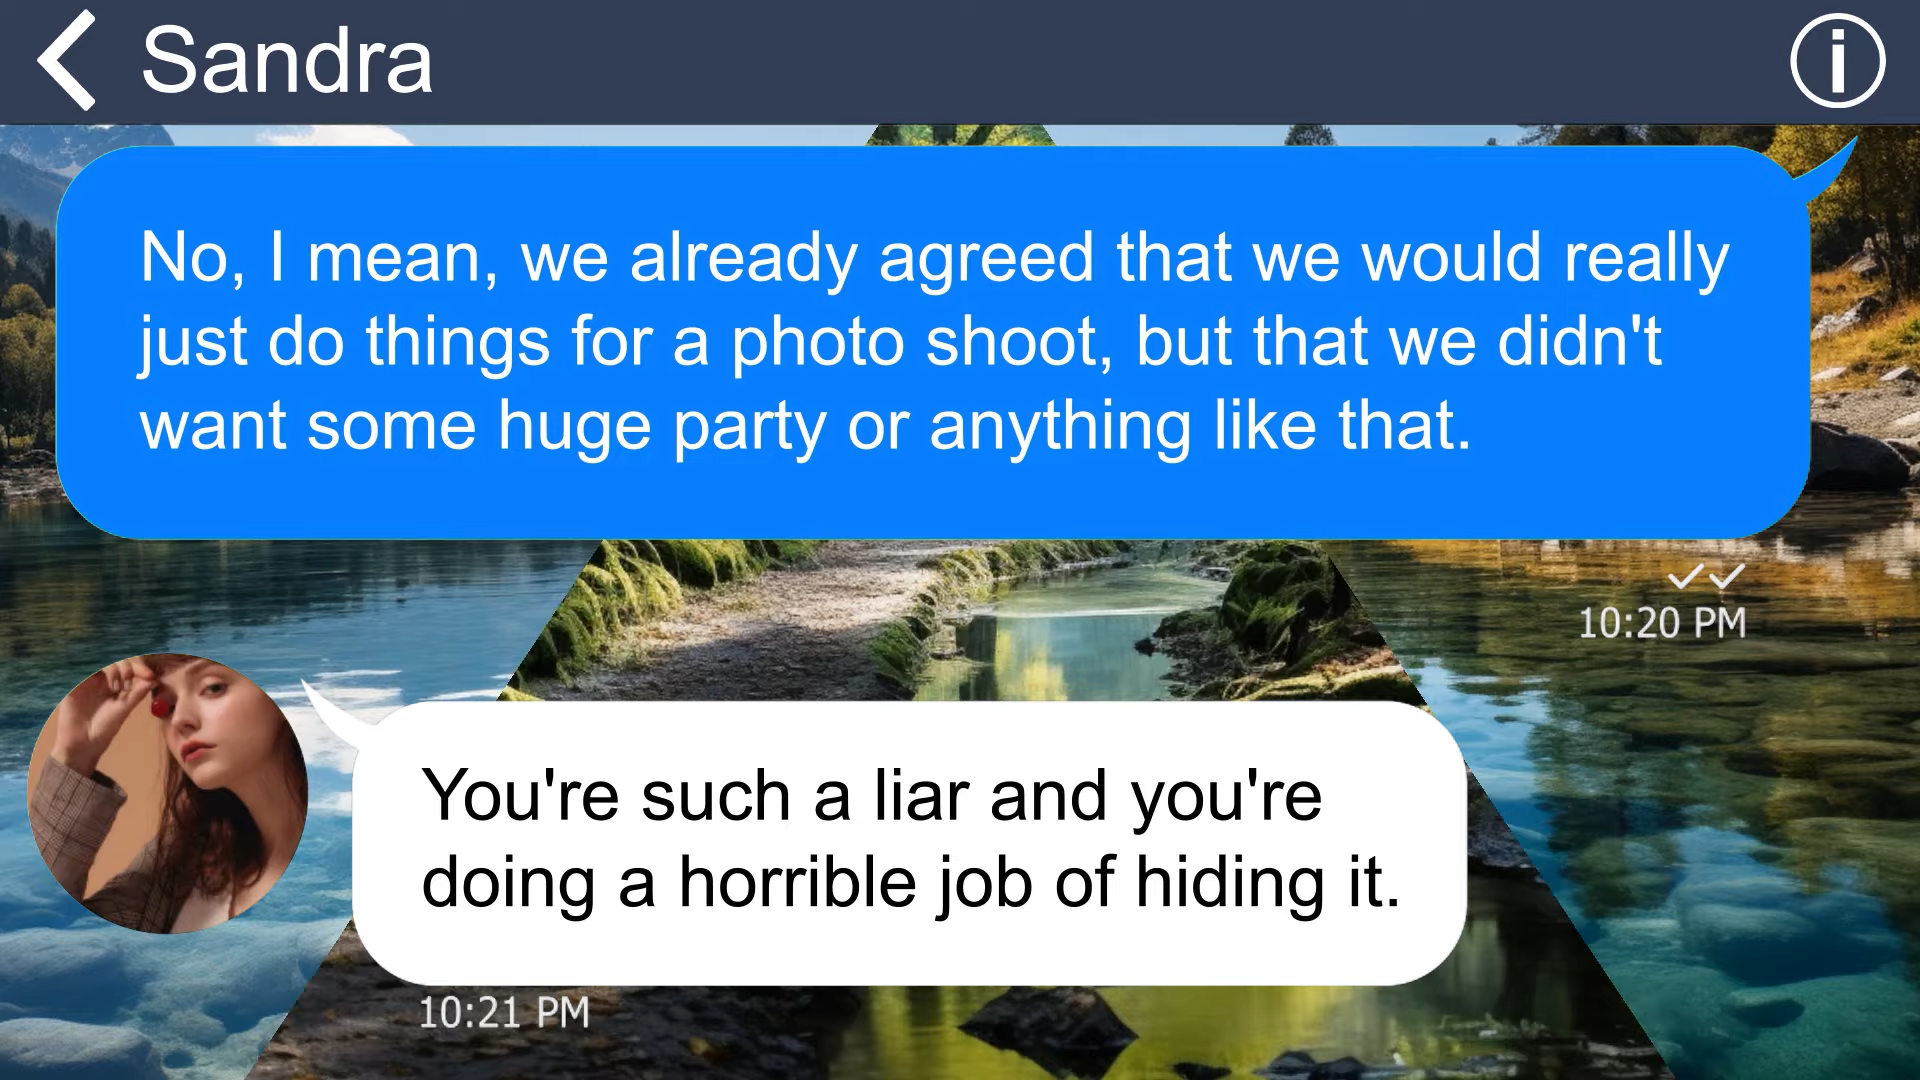 Sandra
No, I mean, we already agreed that we would really
just do things for a photo shoot, but that we didn't
want some huge party or anything like that.
10:20 PM
You're such a liar and you're
doing a horrible job of hiding it.
10:21 PM